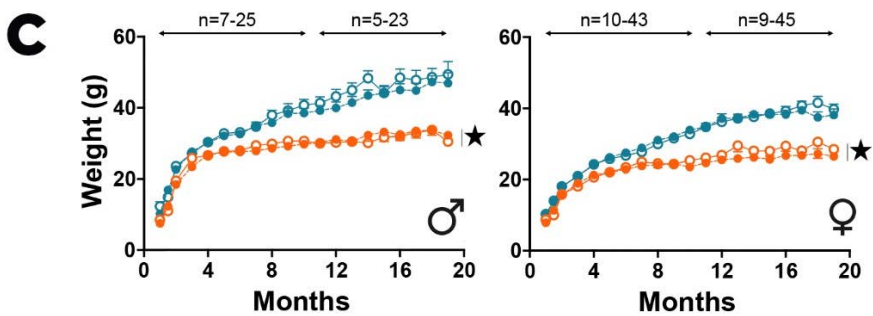 C
n=7-25 n=5-23
Weight (g)
60
40
20
0
0 4 8 12 16 20
Months
★
♂
n=10-43 n=9-45
60
40
20
0
0 4 8 12 16 20
Months
★
♀